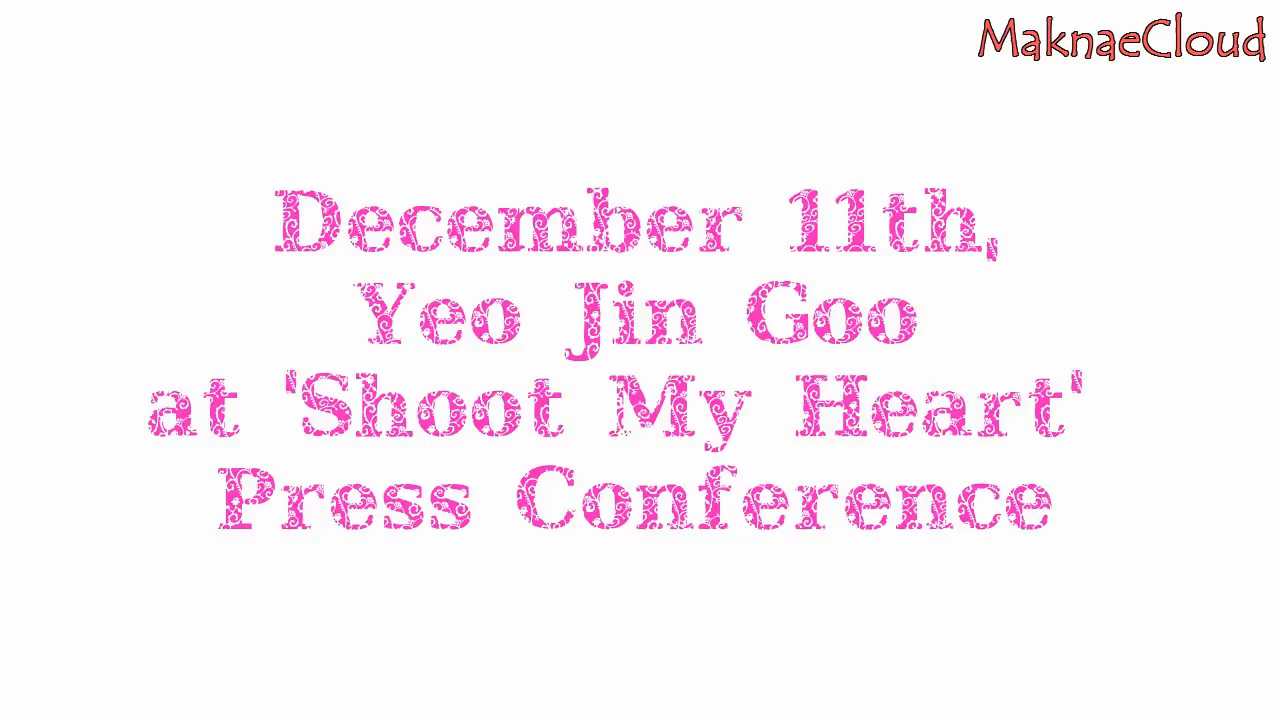 MaknaeCloud
December 11th,
Yeo Jin Goo
at 'Shoot My Heart'
Press Conference